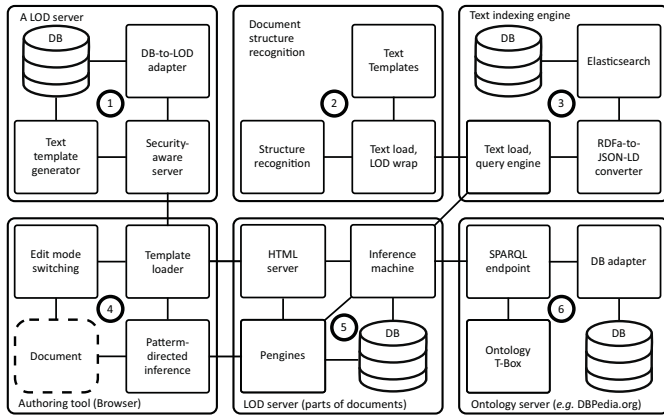 A LOD server
DB
DB-to-LOD
adapter
1
Text
template
generator
Security-
aware
server
Document
structure
recognition
Text
Templates
2
Structure
recognition
Text load,
LOD wrap
Text indexing engine
DB
Elasticsearch
3
Text load,
query engine
RDFa-to-
JSON-LD
converter
Edit mode
switching
Template
loader
4
Document
Patterm-
directed
inference
Authoring tool (Browser)
HTML
server
Inference
machine
5
Pengines
DB
LOD server (parts of documents)
SPARQL
endpoint
DB adapter
6
Ontology
T-Box
DB
Ontology server (e.g. DBPedia.org)